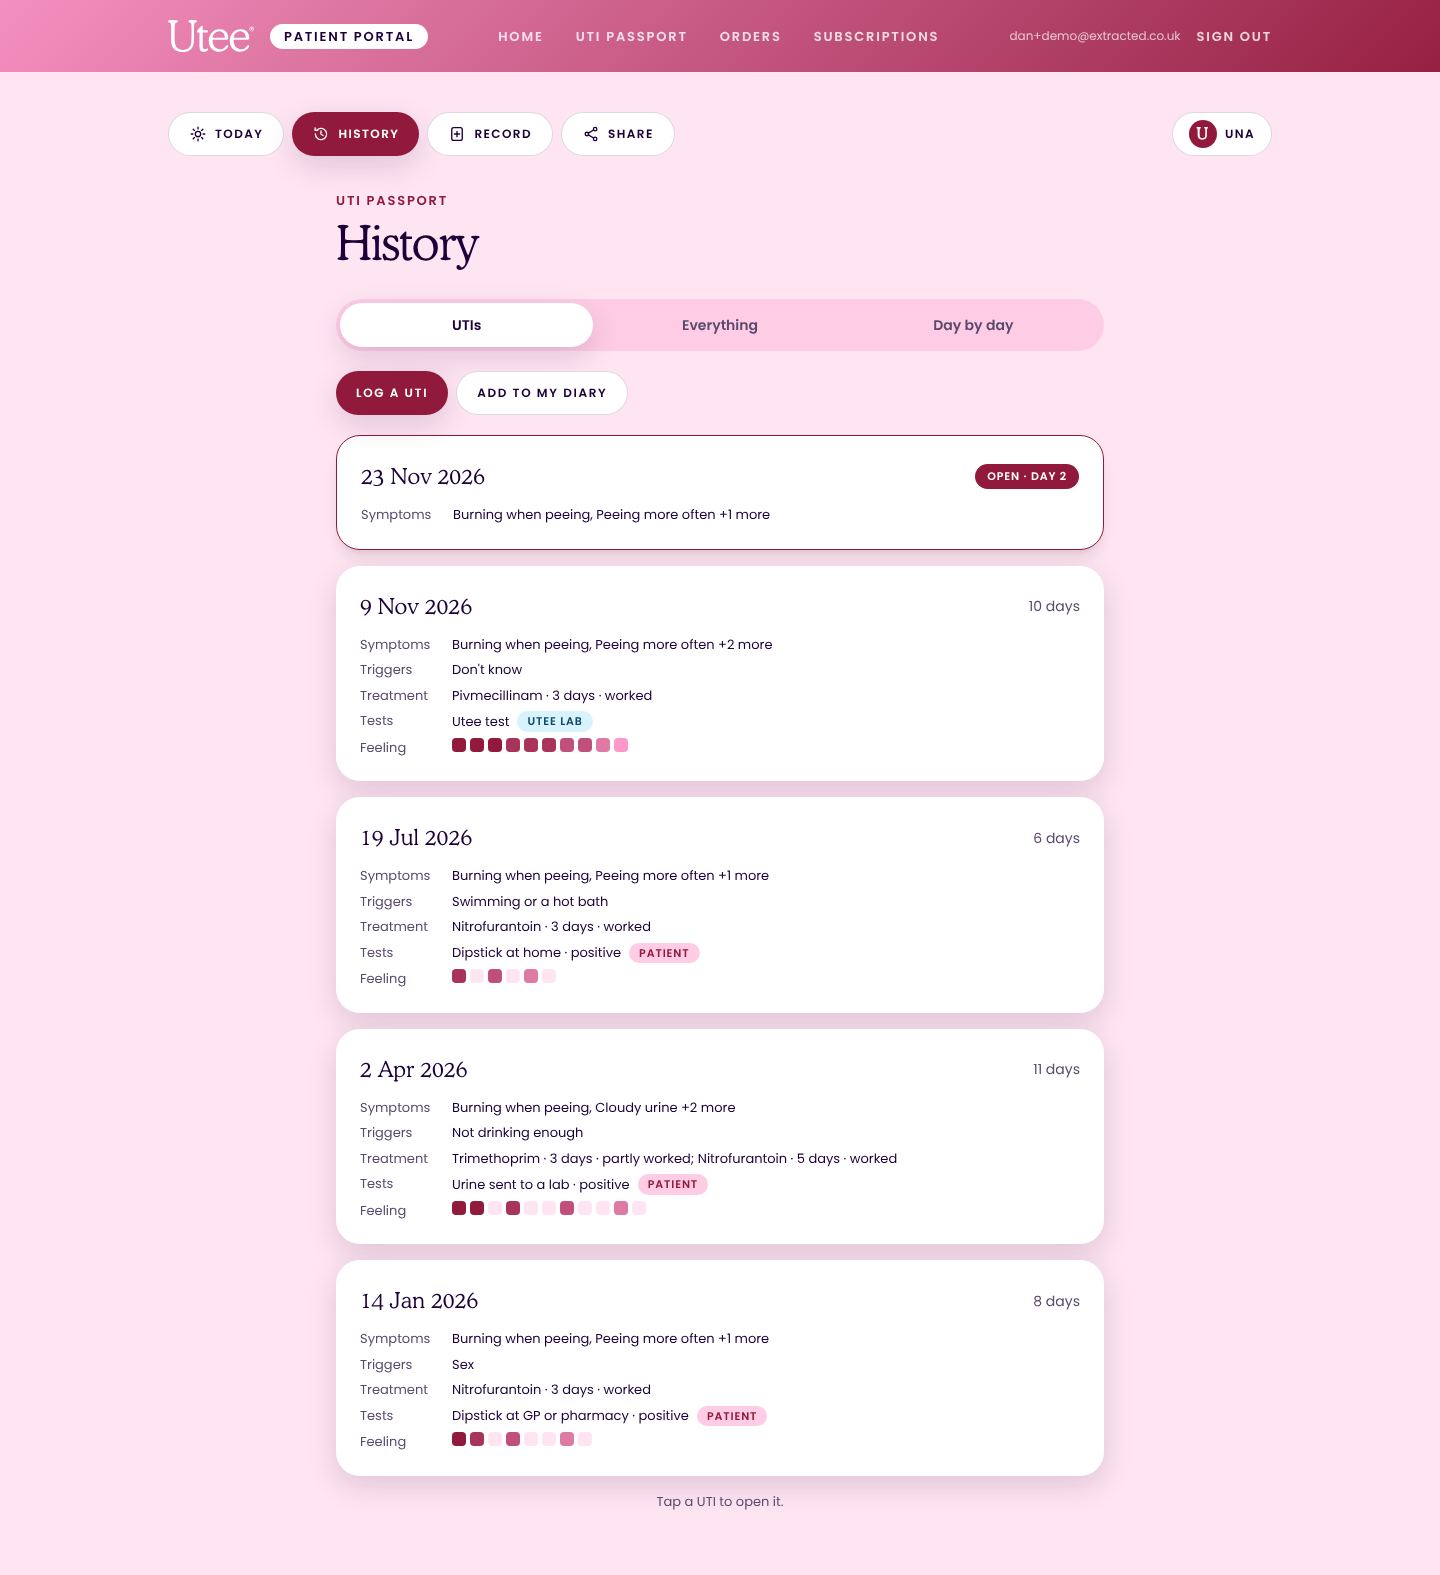 Utee® PATIENT PORTAL HOME UTI PASSPORT ORDERS SUBSCRIPTIONS dan+demo@extracted.co.uk SIGN OUT
TODAY HISTORY RECORD SHARE U UNA
UTI PASSPORT
History
UTIs Everything Day by day
LOG A UTI ADD TO MY DIARY
23 Nov 2026 OPEN · DAY 2
Symptoms Burning when peeing, Peeing more often +1 more
9 Nov 2026 10 days
Symptoms Burning when peeing, Peeing more often +2 more
Triggers Don't know
Treatment Pivmecillinam · 3 days · worked
Tests Utee test UTEE LAB
Feeling
19 Jul 2026 6 days
Symptoms Burning when peeing, Peeing more often +1 more
Triggers Swimming or a hot bath
Treatment Nitrofurantoin · 3 days · worked
Tests Dipstick at home · positive PATIENT
Feeling
2 Apr 2026 11 days
Symptoms Burning when peeing, Cloudy urine +2 more
Triggers Not drinking enough
Treatment Trimethoprim · 3 days · partly worked; Nitrofurantoin · 5 days · worked
Tests Urine sent to a lab · positive PATIENT
Feeling
14 Jan 2026 8 days
Symptoms Burning when peeing, Peeing more often +1 more
Triggers Sex
Treatment Nitrofurantoin · 3 days · worked
Tests Dipstick at GP or pharmacy · positive PATIENT
Feeling
Tap a UTI to open it.